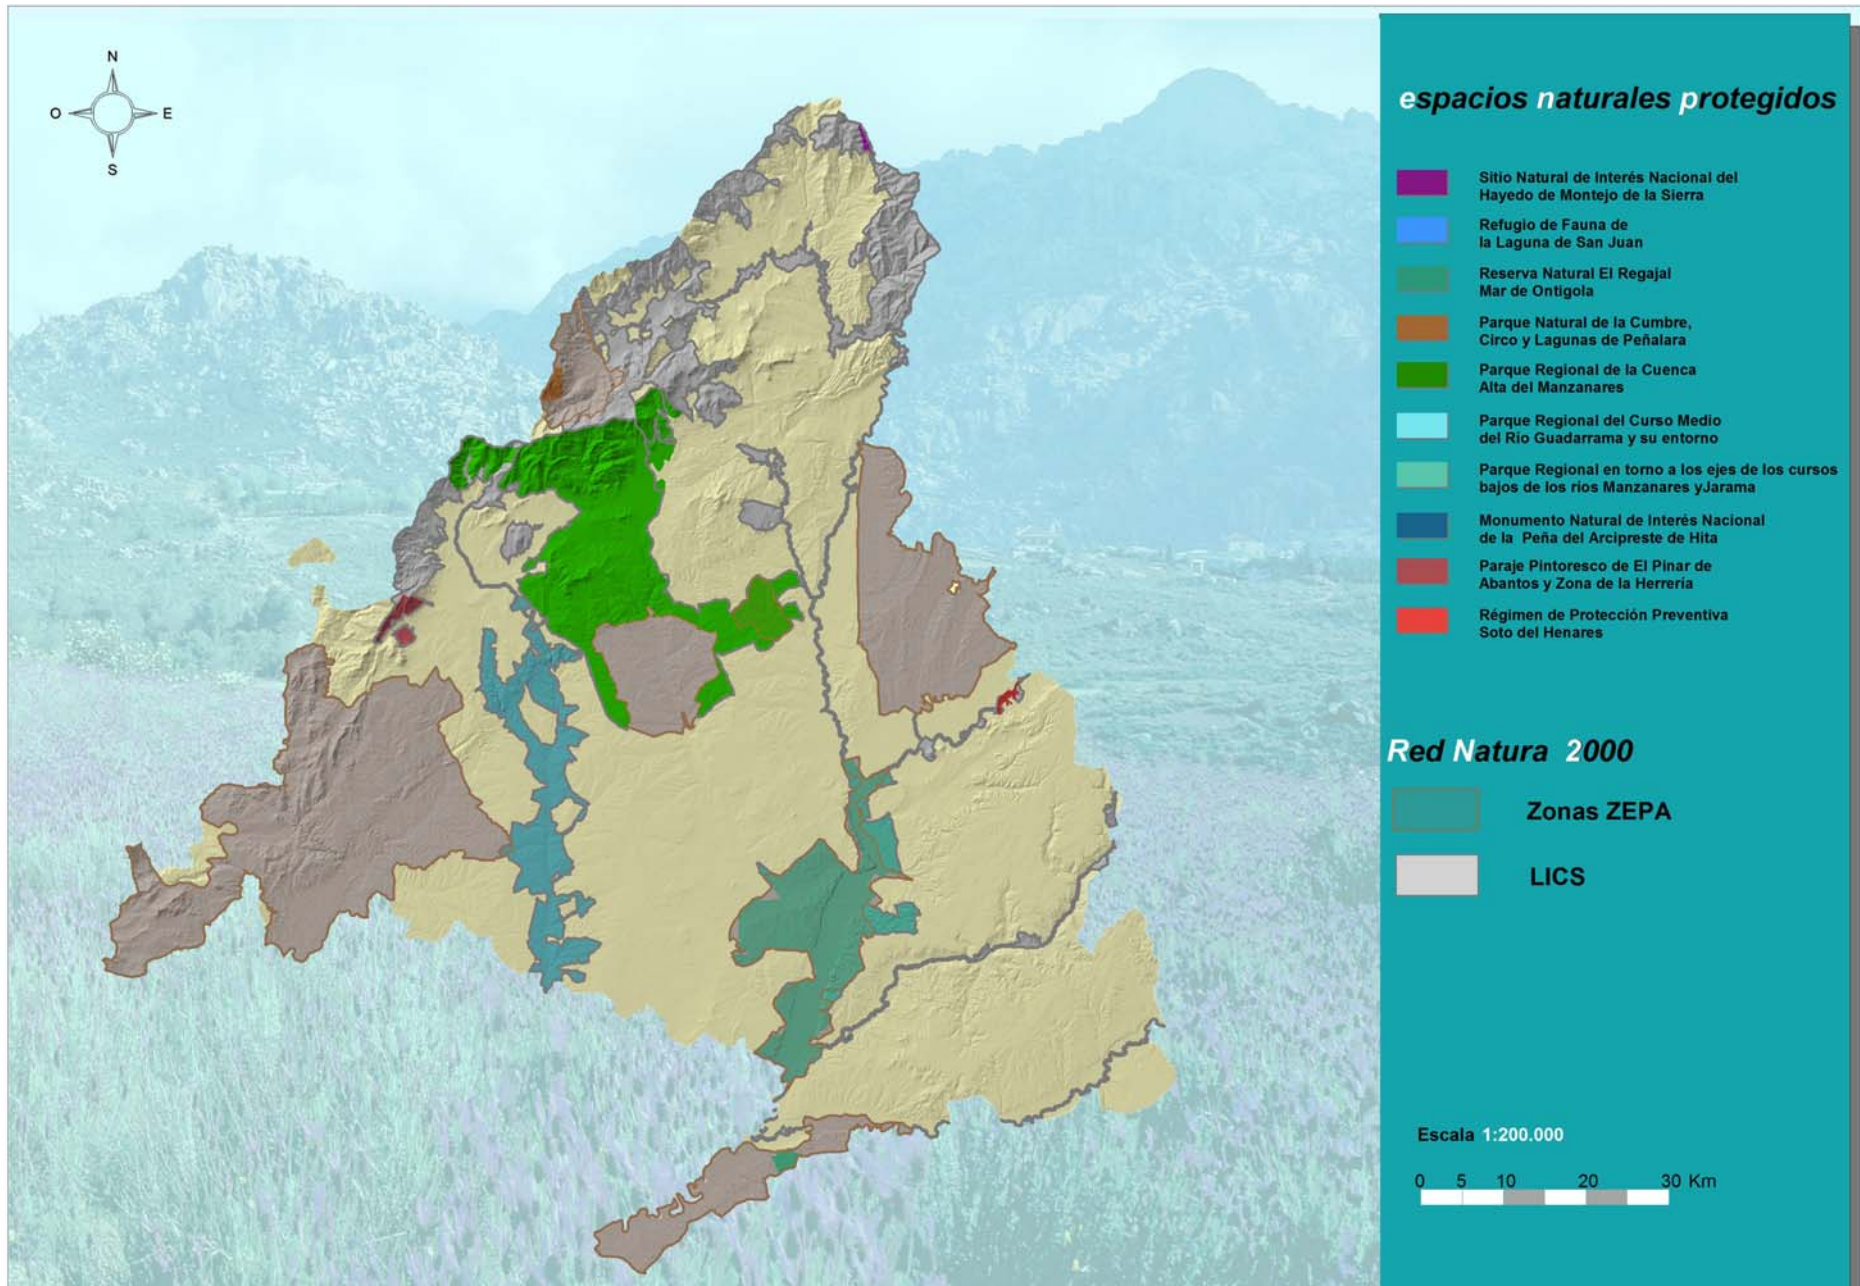 N
O E
S
espacios naturales protegidos
Sitio Natural de Interés Nacional del
Hayedo de Montejo de la Sierra
Refugio de Fauna de
la Laguna de San Juan
Reserva Natural El Regajal
Mar de Ontigola
Parque Natural de la Cumbre,
Circo y Lagunas de Peñalara
Parque Regional de la Cuenca
Alta del Manzanares
Parque Regional del Curso Medio
del Río Guadarrama y su entorno
Parque Regional en torno a los ejes de los cursos
bajos de los ríos Manzanares yJarama
Monumento Natural de Interés Nacional
de la Peña del Arcipreste de Hita
Paraje Pintoresco de El Pinar de
Abantos y Zona de la Herrería
Régimen de Protección Preventiva
Soto del Henares
Red Natura 2000
Zonas ZEPA
LICS
Escala 1:200.000
0 5 10 20 30 Km